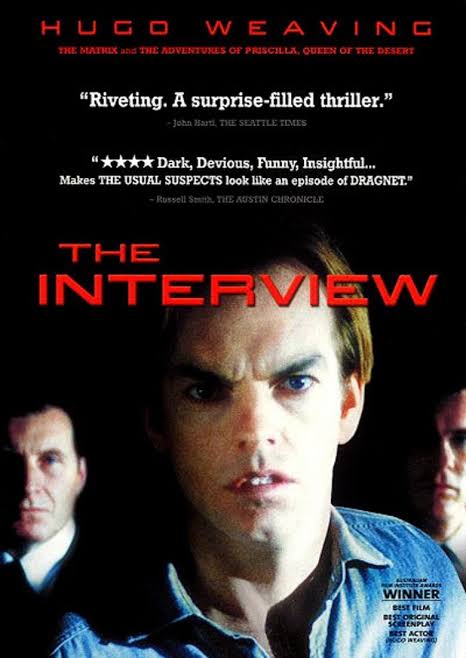 HUGO WEAVING
THE MATRIX and THE ADVENTURES OF PRISCILLA, QUEEN OF THE DESERT
“Riveting. A surprise-filled thriller.”
– John Hartl, THE SEATTLE TIMES
“★★★★ Dark, Devious, Funny, Insightful...
Makes THE USUAL SUSPECTS look like an episode of DRAGNET.”
– Russell Smith, THE AUSTIN CHRONICLE
THE
INTERVIEW
AUSTRALIAN
FILM INSTITUTE AWARDS
WINNER
BEST FILM
BEST ORIGINAL
SCREENPLAY
BEST ACTOR
(HUGO WEAVING)